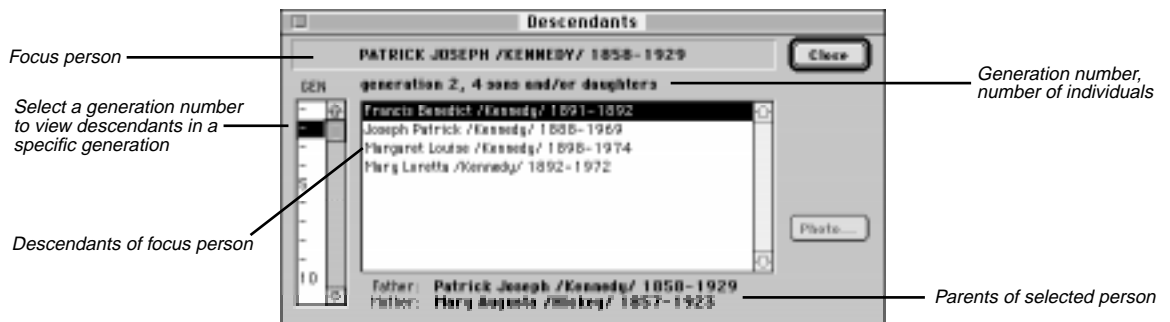 Descendants
Focus person
PATRICK JOSEPH /KENNEDY/ 1858-1929
Close
GEN
generation 2, 4 sons and/or daughters
Generation number,
number of individuals
Select a generation number
to view descendants in a
specific generation
Francis Benedict /Kennedy/ 1891-1892
Joseph Patrick /Kennedy/ 1888-1969
Margaret Louise /Kennedy/ 1898-1974
Mary Loretta /Kennedy/ 1892-1972
5
Descendants of focus person
Photo...
10
Father: Patrick Joseph /Kennedy/ 1858-1929
Mother: Mary Augusta /Hickey/ 1857-1923
Parents of selected person